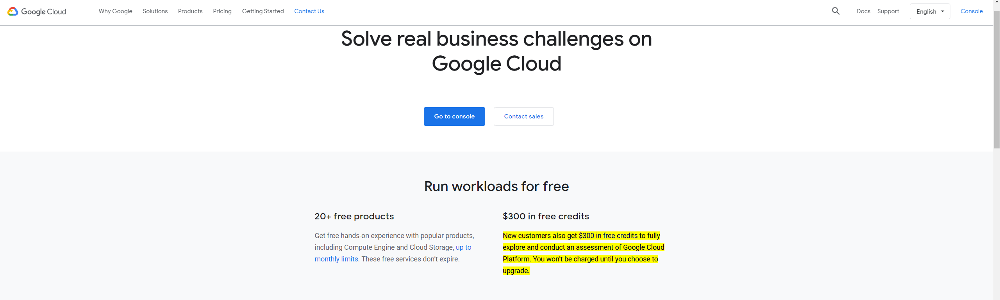 Google Cloud Why Google Solutions Products Pricing Getting Started Contact Us Docs Support English Console
Solve real business challenges on
Google Cloud
Go to console Contact sales
Run workloads for free
20+ free products
Get free hands-on experience with popular products,
including Compute Engine and Cloud Storage, up to
monthly limits. These free services don’t expire.
$300 in free credits
New customers also get $300 in free credits to fully
explore and conduct an assessment of Google Cloud
Platform. You won’t be charged until you choose to
upgrade.